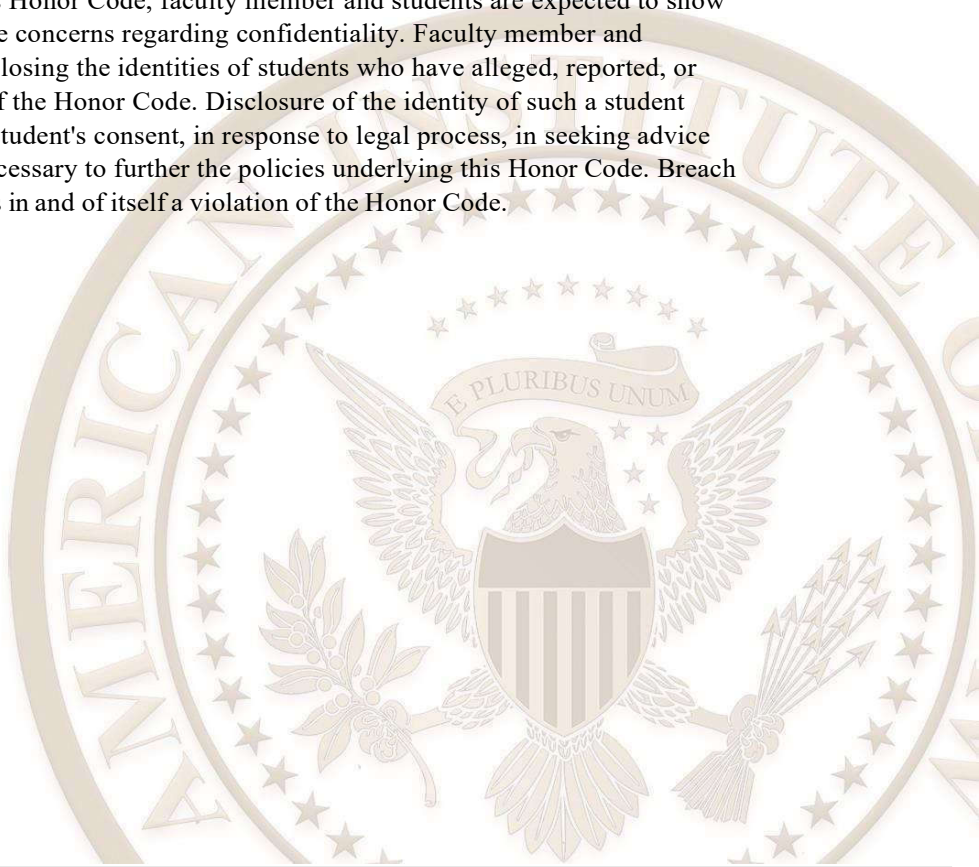 Honor Code, faculty member and students are expected to show
e concerns regarding confidentiality. Faculty member and
losing the identities of students who have alleged, reported, or
f the Honor Code. Disclosure of the identity of such a student
tudent's consent, in response to legal process, in seeking advice
cessary to further the policies underlying this Honor Code. Breach
in and of itself a violation of the Honor Code.
AMERICAN INSTITUTE
E PLURIBUS UNUM